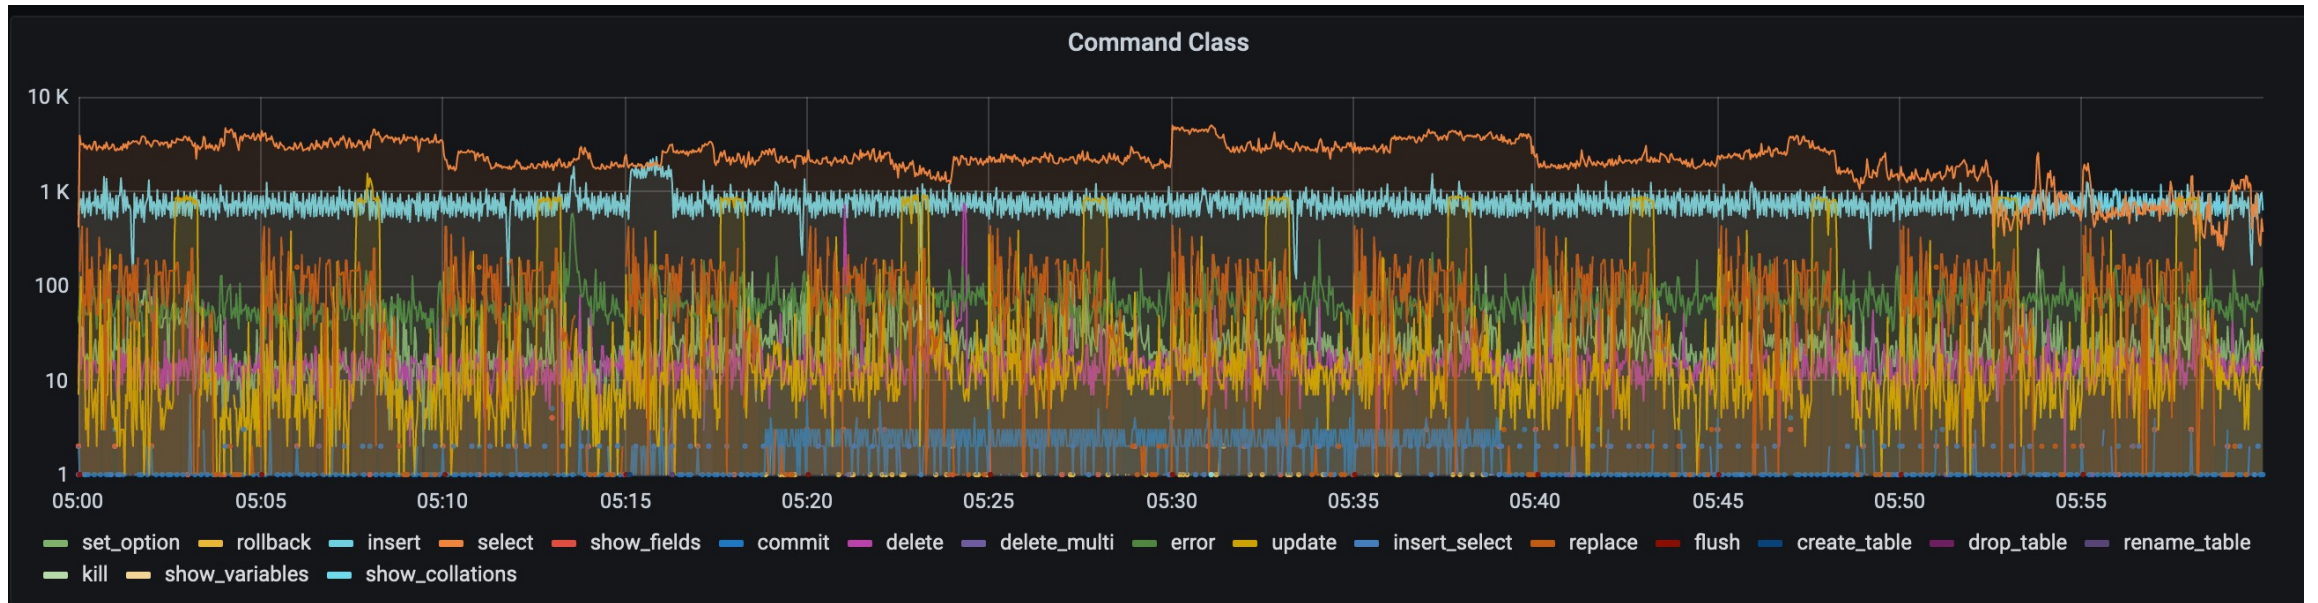 Command Class
10 K
1 K
100
10
1
05:00 05:05 05:10 05:15 05:20 05:25 05:30 05:35 05:40 05:45 05:50 05:55
set_option rollback insert select show_fields commit delete delete_multi error update insert_select replace flush create_table drop_table rename_table
kill show_variables show_collations